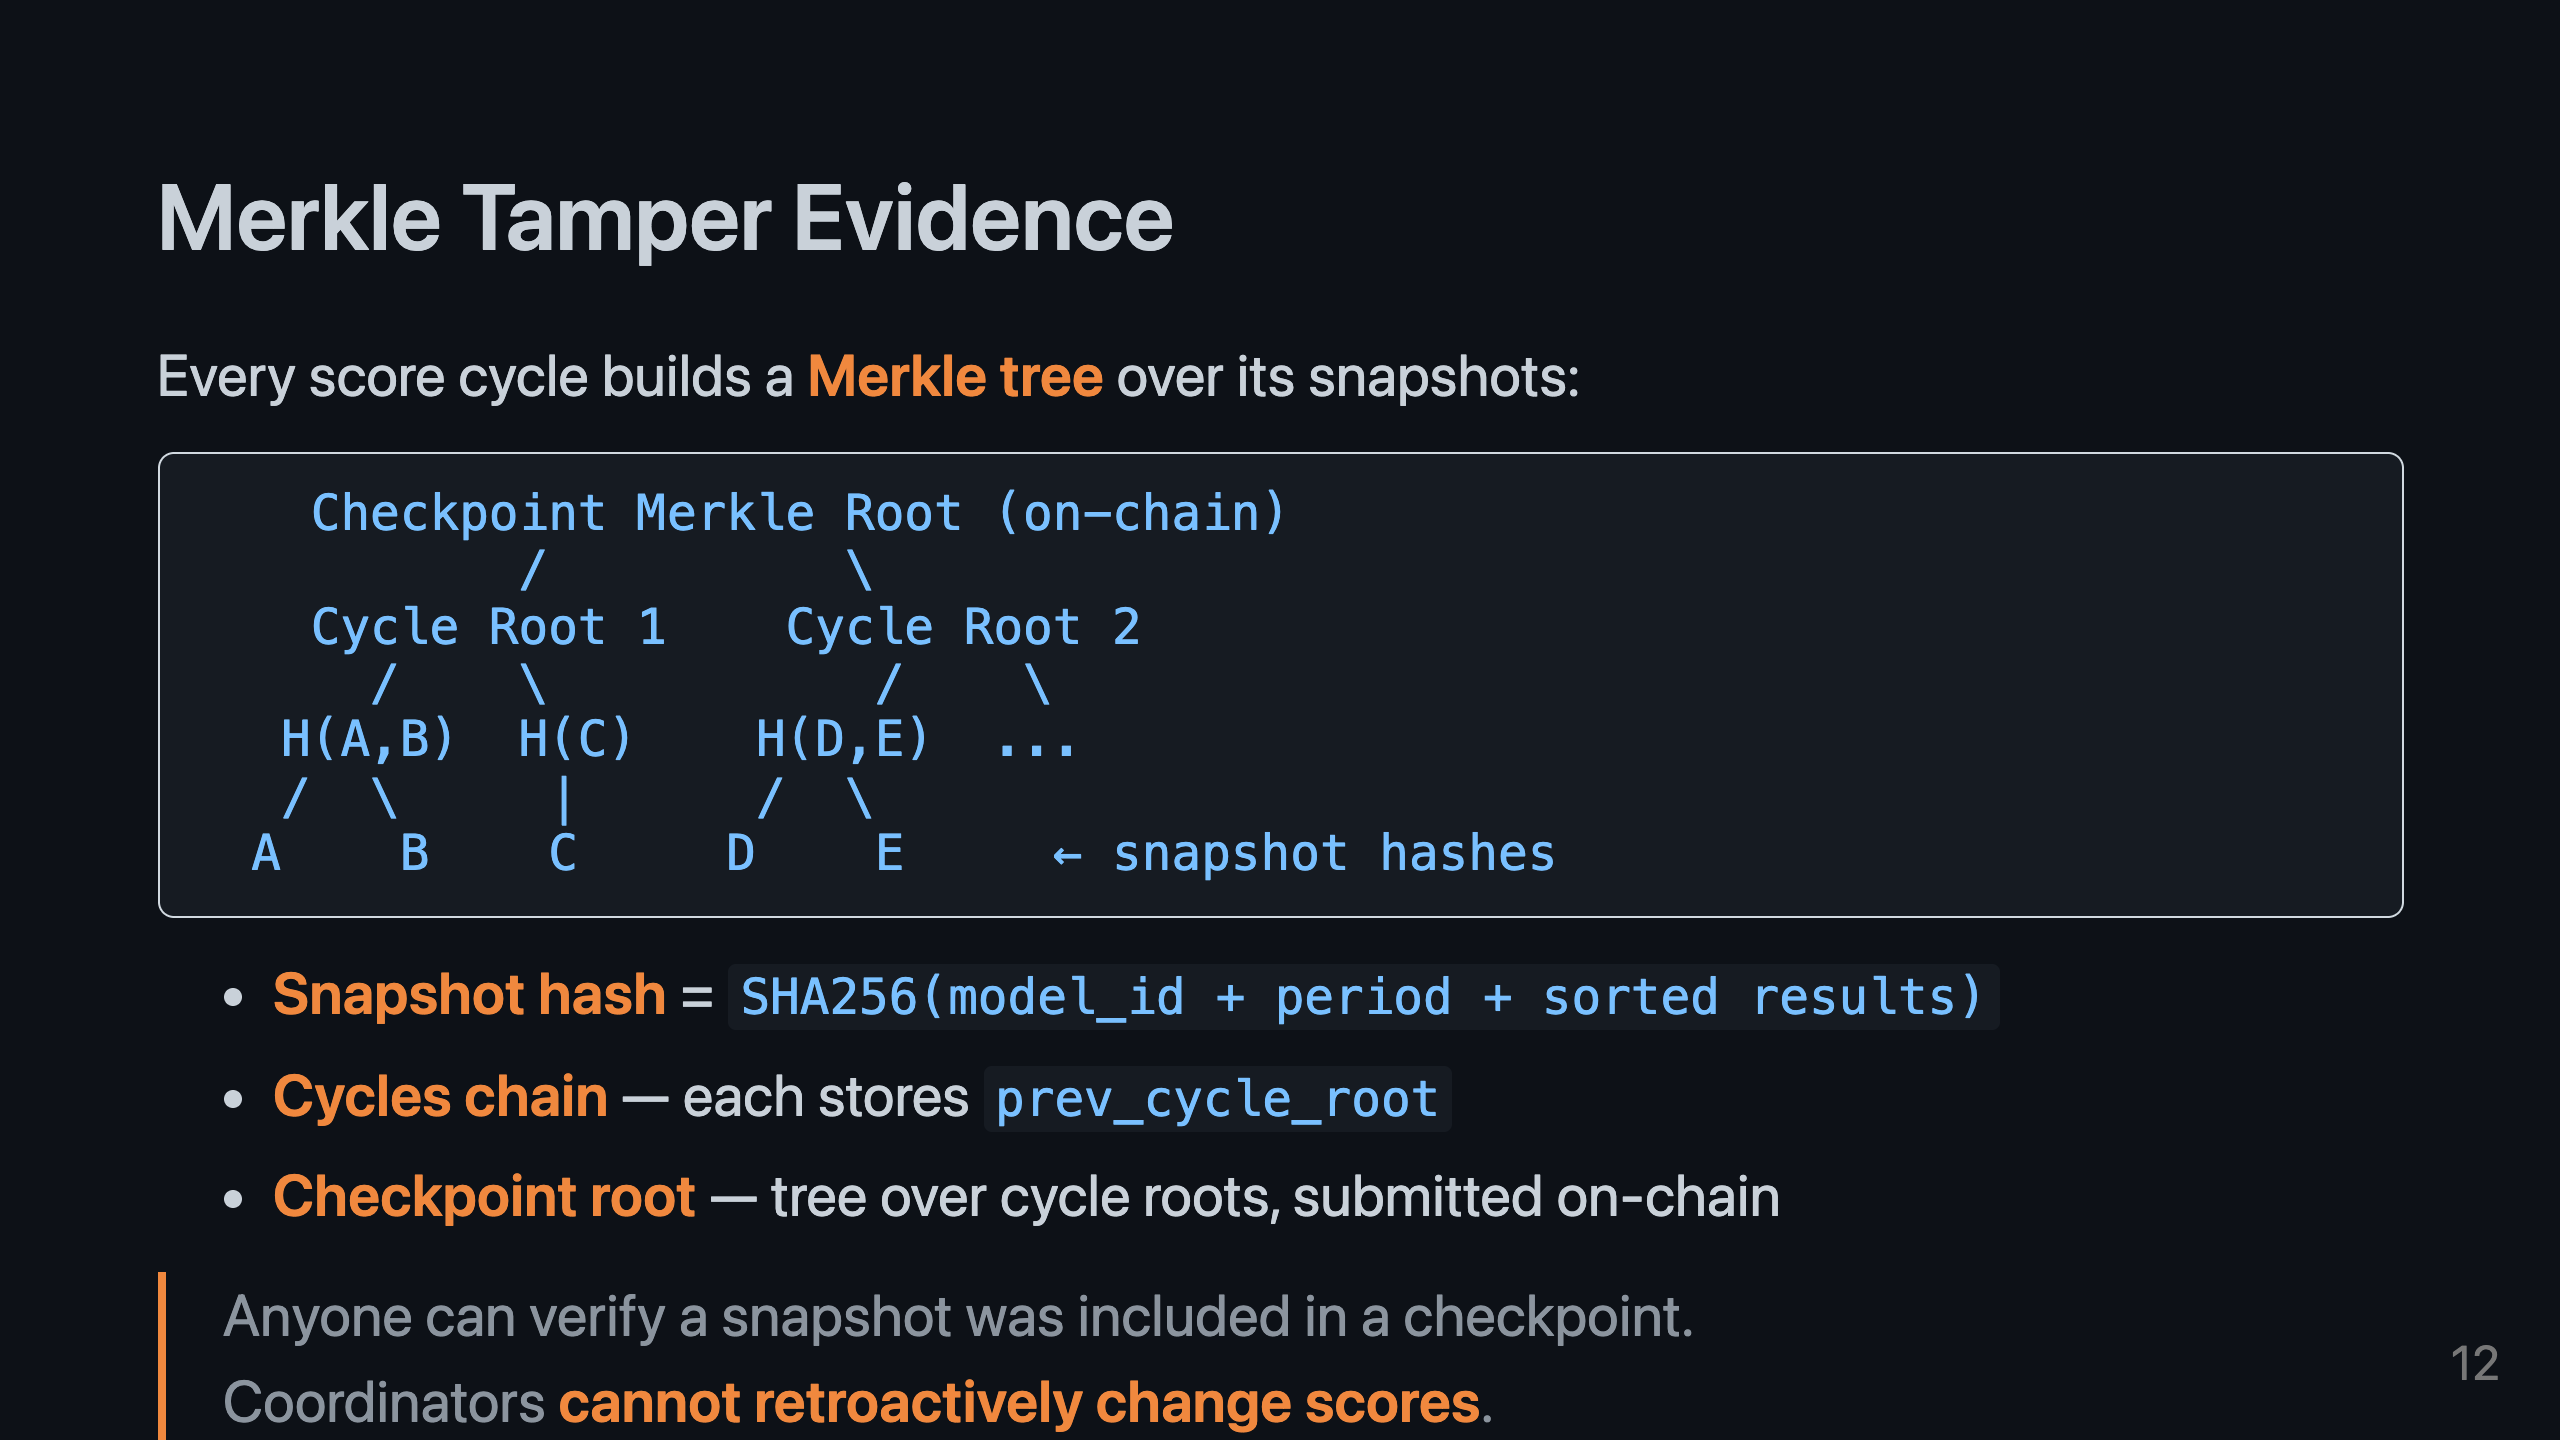 Merkle Tamper Evidence
Every score cycle builds a Merkle tree over its snapshots:
Checkpoint Merkle Root (on-chain)
/ \
Cycle Root 1 Cycle Root 2
/ \ / \
H(A,B) H(C) H(D,E) ...
/ \ | / \
A B C D E ← snapshot hashes
• Snapshot hash = SHA256(model_id + period + sorted results)
• Cycles chain — each stores prev_cycle_root
• Checkpoint root — tree over cycle roots, submitted on-chain
Anyone can verify a snapshot was included in a checkpoint.
Coordinators cannot retroactively change scores.
12